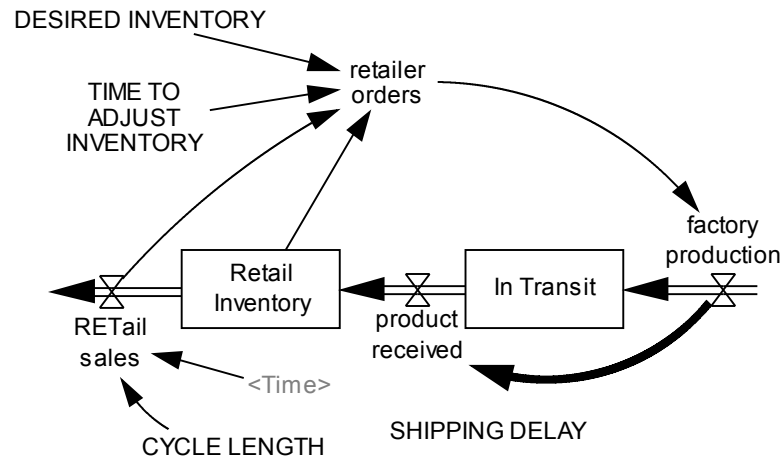 DESIRED INVENTORY
retailer
orders
TIME TO
ADJUST
INVENTORY
factory
production
Retail
Inventory
In Transit
RETail
sales
product
received
<Time>
SHIPPING DELAY
CYCLE LENGTH